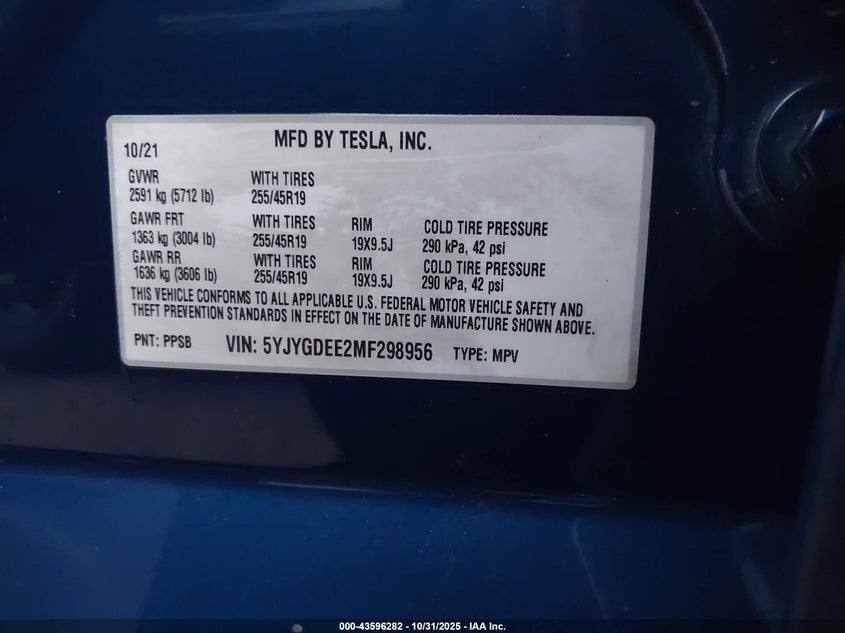 MFD BY TESLA, INC.
10/21
GVWR WITH TIRES
2591 kg (5712 lb) 255/45R19
GAWR FRT WITH TIRES RIM COLD TIRE PRESSURE
1363 kg (3004 lb) 255/45R19 19X9.5J 290 kPa, 42 psi
GAWR RR WITH TIRES RIM COLD TIRE PRESSURE
1636 kg (3606 lb) 255/45R19 19X9.5J 290 kPa, 42 psi
THIS VEHICLE CONFORMS TO ALL APPLICABLE U.S. FEDERAL MOTOR VEHICLE SAFETY AND
THEFT PREVENTION STANDARDS IN EFFECT ON THE DATE OF MANUFACTURE SHOWN ABOVE.
PNT: PPSB VIN: 5YJYGDEE2MF298956 TYPE: MPV
000-43596282 - 10/31/2025 - IAA Inc.